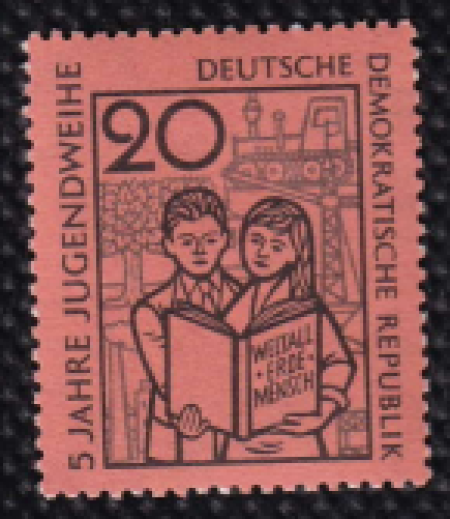 DEUTSCHE
DEMOKRATISCHE REPUBLIK
5 JAHRE JUGENDWEIHE
20
WELTALL
• ERDE •
MENSCH